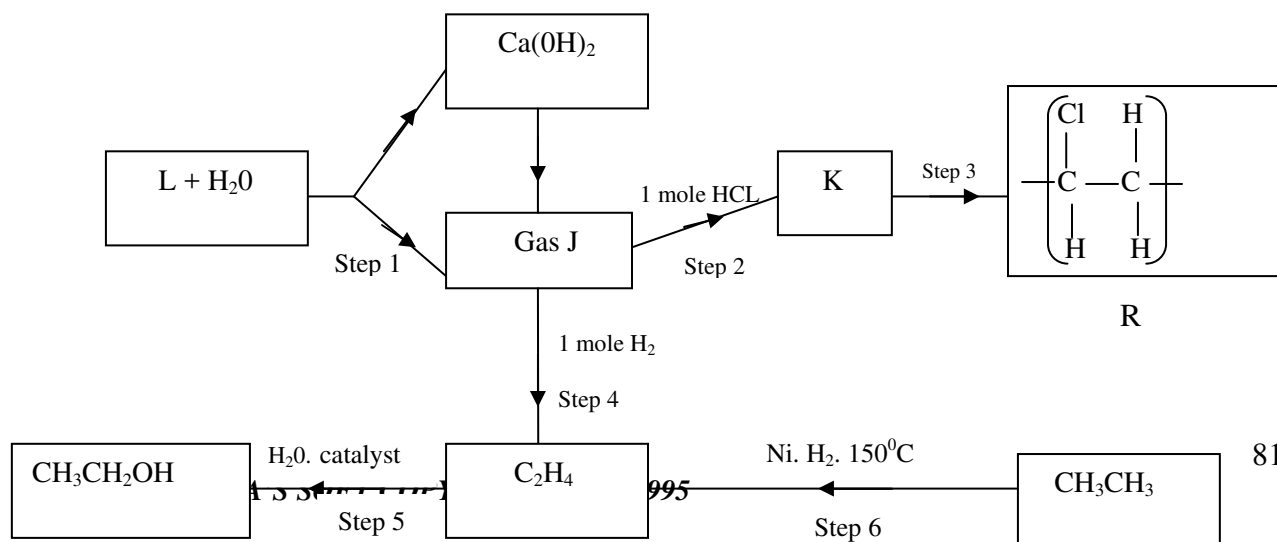 Ca(0H)₂
L + H₂0
Step 1
Gas J
1 mole HCL
Step 2
K
Step 3
Cl H
C C
H H
R
1 mole H₂
Step 4
CH₃CH₂OH
H₂0. catalyst
Step 5
C₂H₄
Ni. H₂. 150⁰C
Step 6
CH₃CH₃
81
995